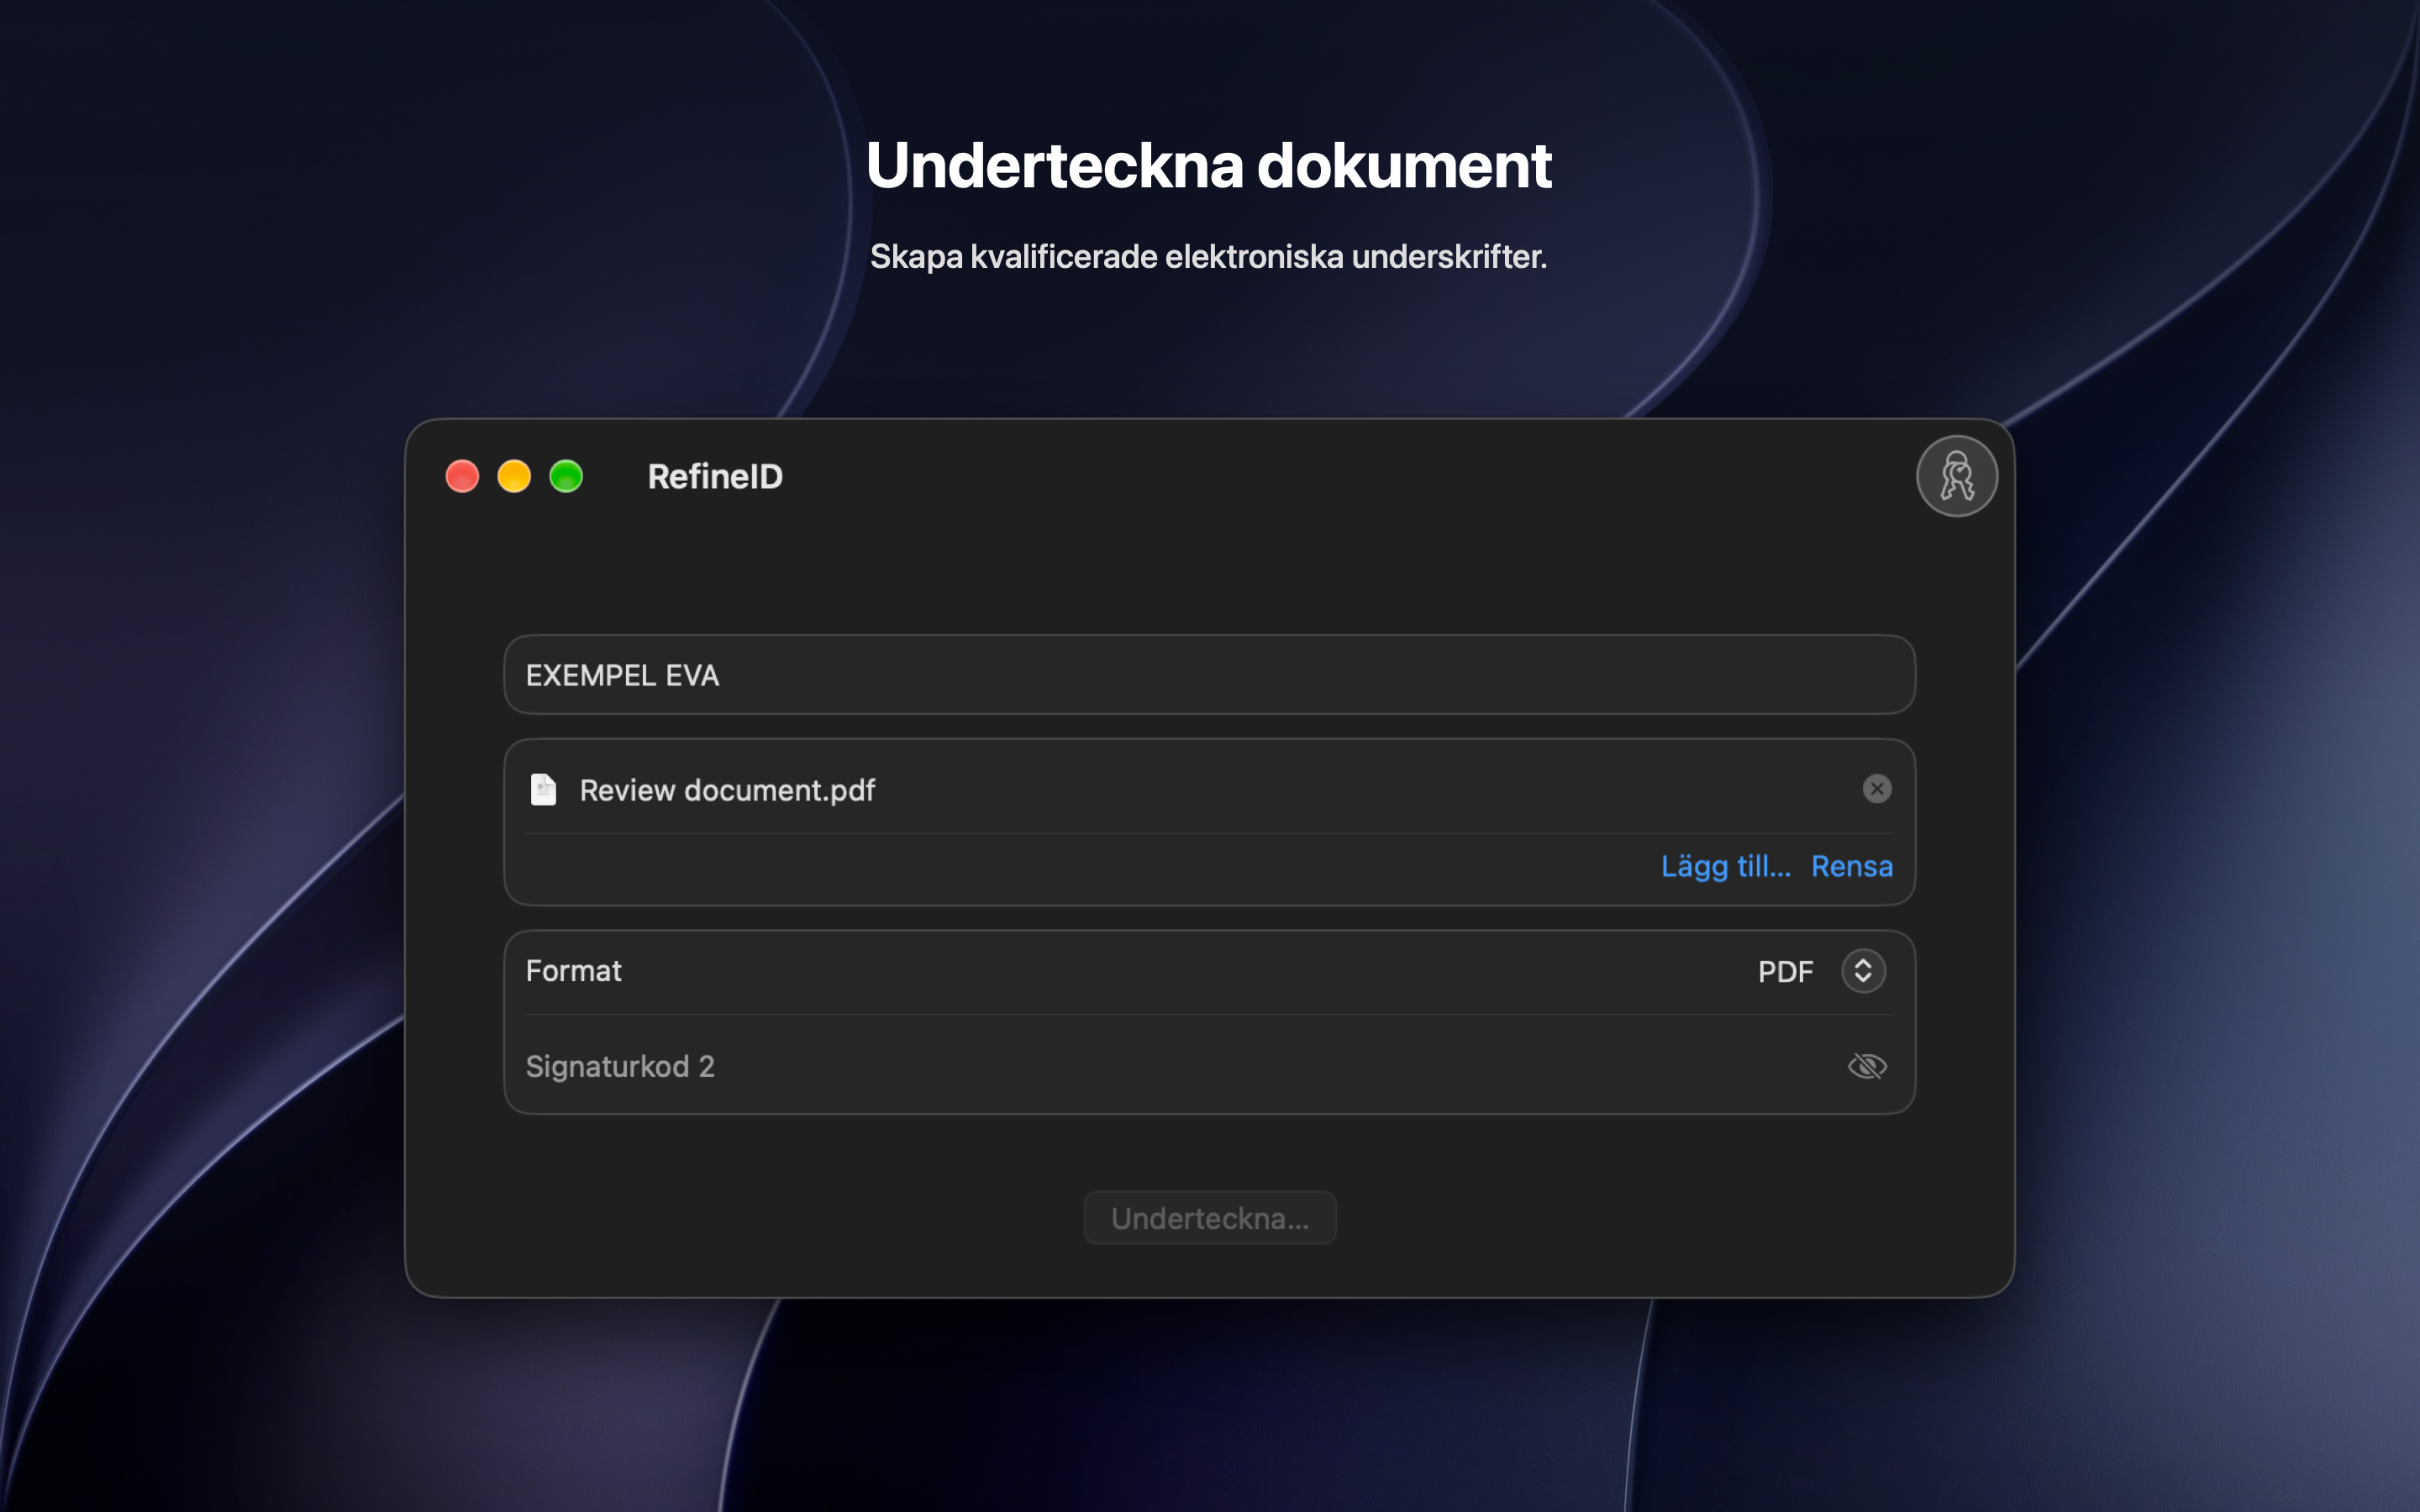 Underteckna dokument
Skapa kvalificerade elektroniska underskrifter.
RefineID
EXEMPEL EVA
Review document.pdf
Lägg till... Rensa
Format PDF
Signaturkod 2
Underteckna...